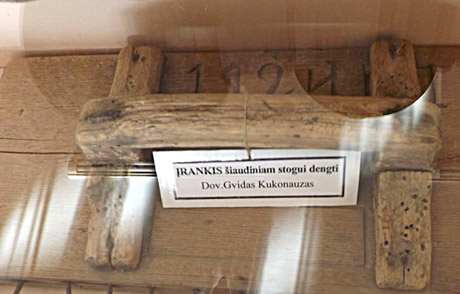 ĮRANKIS šiaudiniam stogui dengti
Dov.Gvidas Kukonauzas